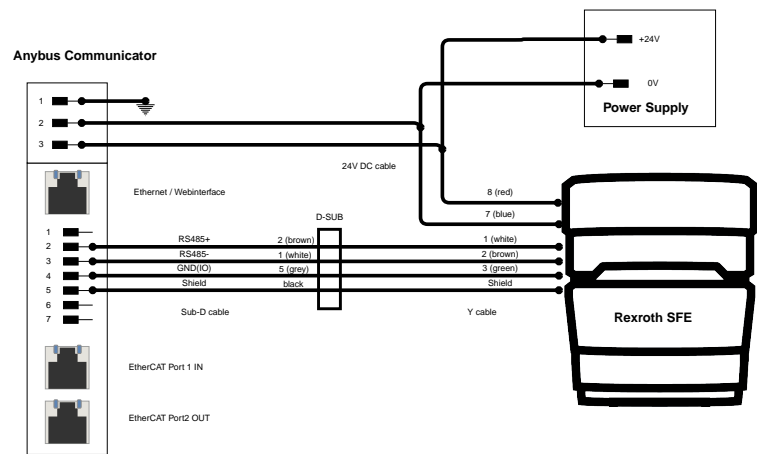 Anybus Communicator
+24V
0V
Power Supply
1
2
3
24V DC cable
Ethernet / Webinterface
8 (red)
7 (blue)
D-SUB
1
2 RS485+ 2 (brown) 1 (white)
3 RS485- 1 (white) 2 (brown)
4 GND(IO) 5 (grey) 3 (green)
5 Shield black Shield
6
7
Sub-D cable
Y cable
Rexroth SFE
EtherCAT Port 1 IN
EtherCAT Port2 OUT